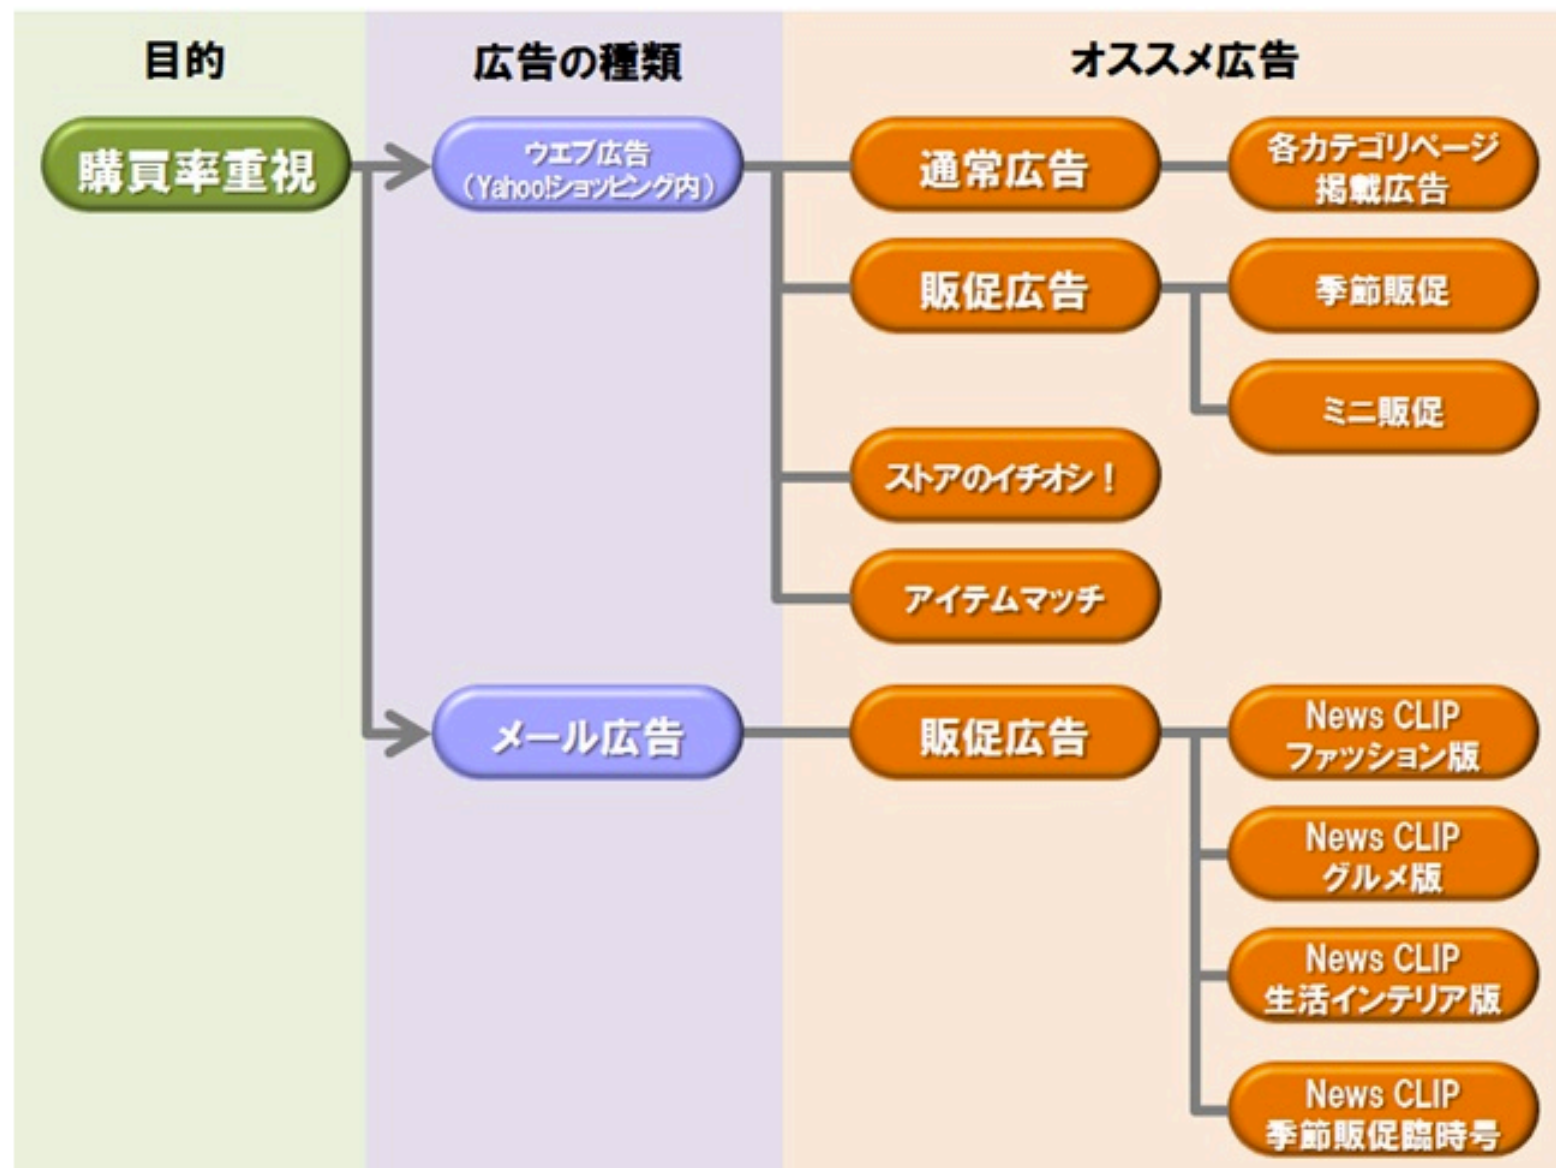 目的
広告の種類
オススメ広告
購買率重視
ウエブ広告
（Yahoo!ショッピング内）
通常広告
各カテゴリページ
掲載広告
販促広告
季節販促
ミニ販促
ストアのイチオシ！
アイテムマッチ
メール広告
販促広告
News CLIP
ファッション版
News CLIP
グルメ版
News CLIP
生活インテリア版
News CLIP
季節販促臨時号